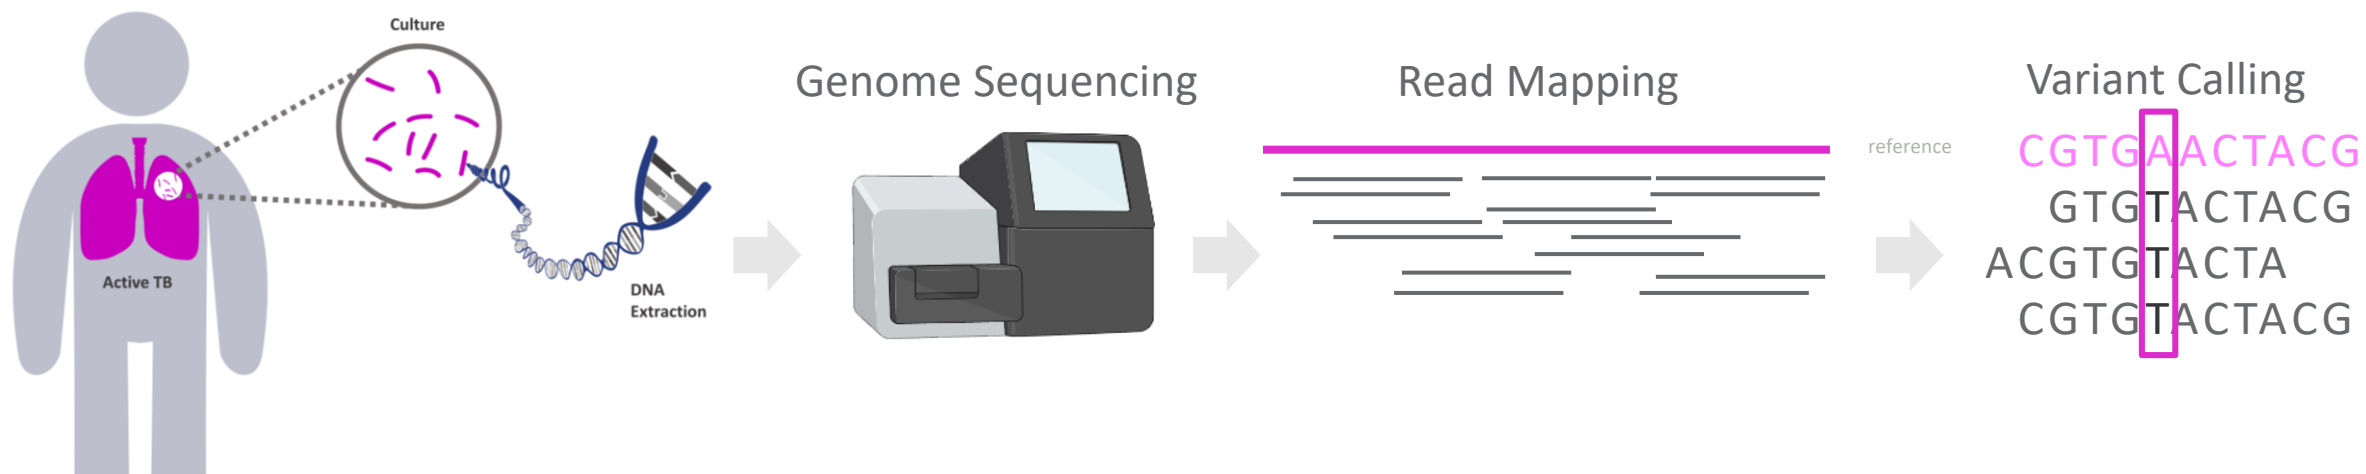 Culture
Active TB
DNA
Extraction
Genome Sequencing
Read Mapping
reference
Variant Calling
CGTGAACTACG
GTGTACTACG
ACGTGTACTA
CGTGTACTACG